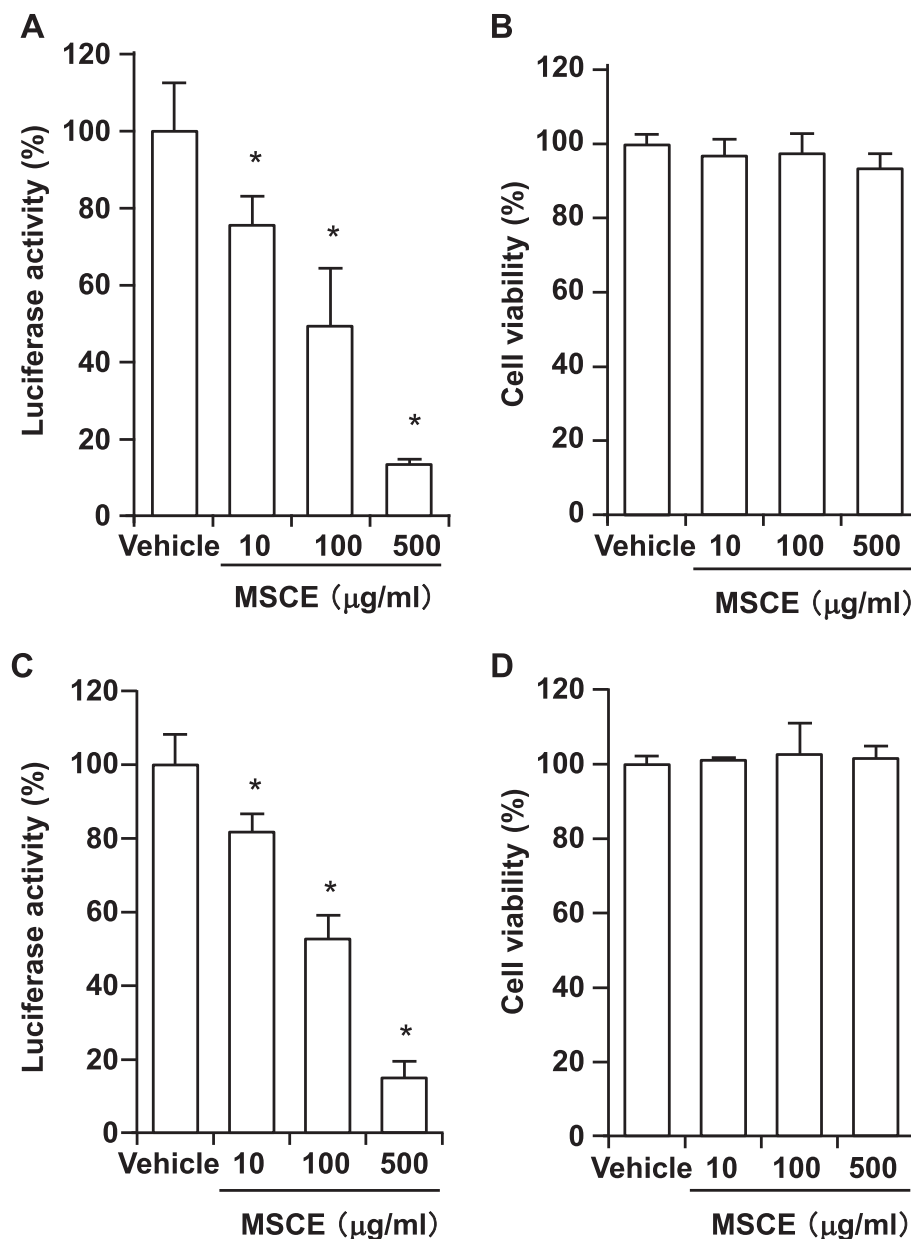 A
Luciferase activity (%)
120
100
80
60
40
20
0
*
*
*
Vehicle 10 100 500
MSCE (μg/ml)
B
Cell viability (%)
120
100
80
60
40
20
0
Vehicle 10 100 500
MSCE (μg/ml)
C
Luciferase activity (%)
120
100
80
60
40
20
0
*
*
*
Vehicle 10 100 500
MSCE (μg/ml)
D
Cell viability (%)
120
100
80
60
40
20
0
Vehicle 10 100 500
MSCE (μg/ml)